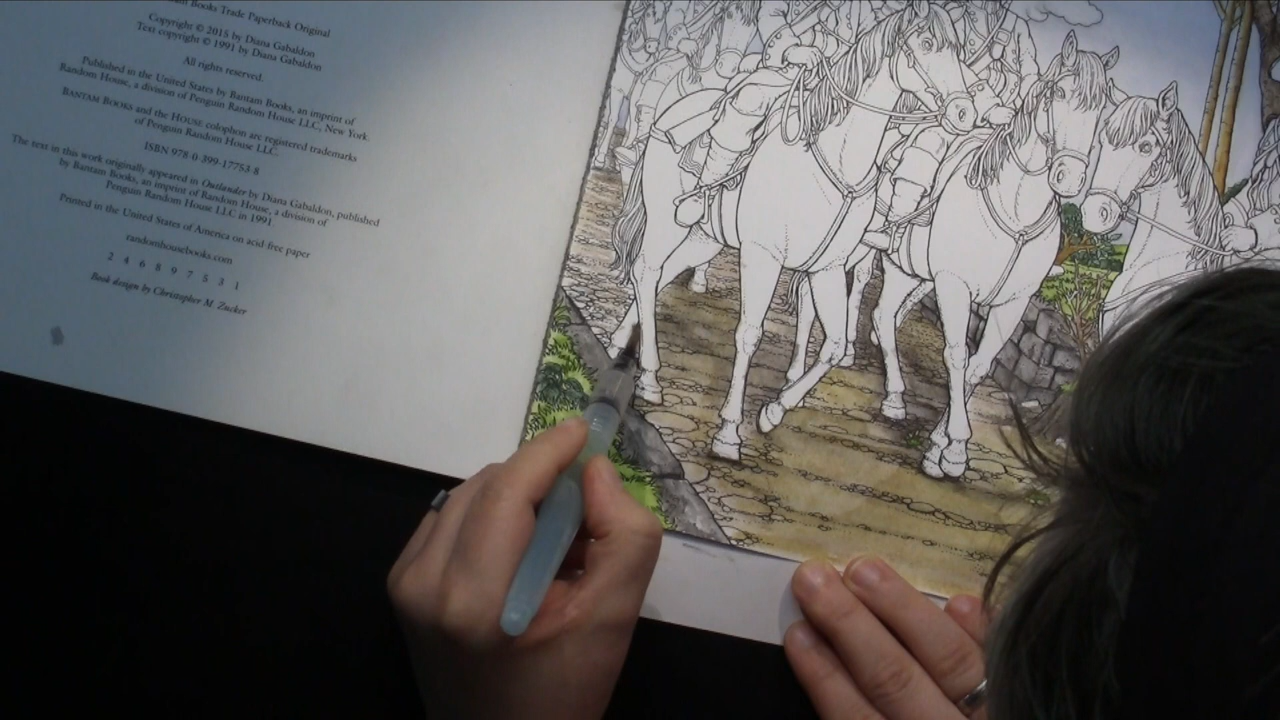 Books Trade Paperback Original
Copyright © 2015 by Diana Gabaldon
Text copyright © 1991 by Diana Gabaldon
All rights reserved.
Published in the United States by Bantam Books, an imprint of
Random House, a division of Penguin Random House LLC, New York.
BANTAM BOOKS and the HOUSE colophon are registered trademarks
of Penguin Random House LLC.
ISBN 978-0-399-17753-8
The text in this work originally appeared in Outlander by Diana Gabaldon, published
by Bantam Books, an imprint of Random House, a division of
Penguin Random House LLC in 1991
Printed in the United States of America on acid-free paper
randomhousebooks.com
2 4 6 8 9 7 5 3 1
Book design by Christopher M. Zucker